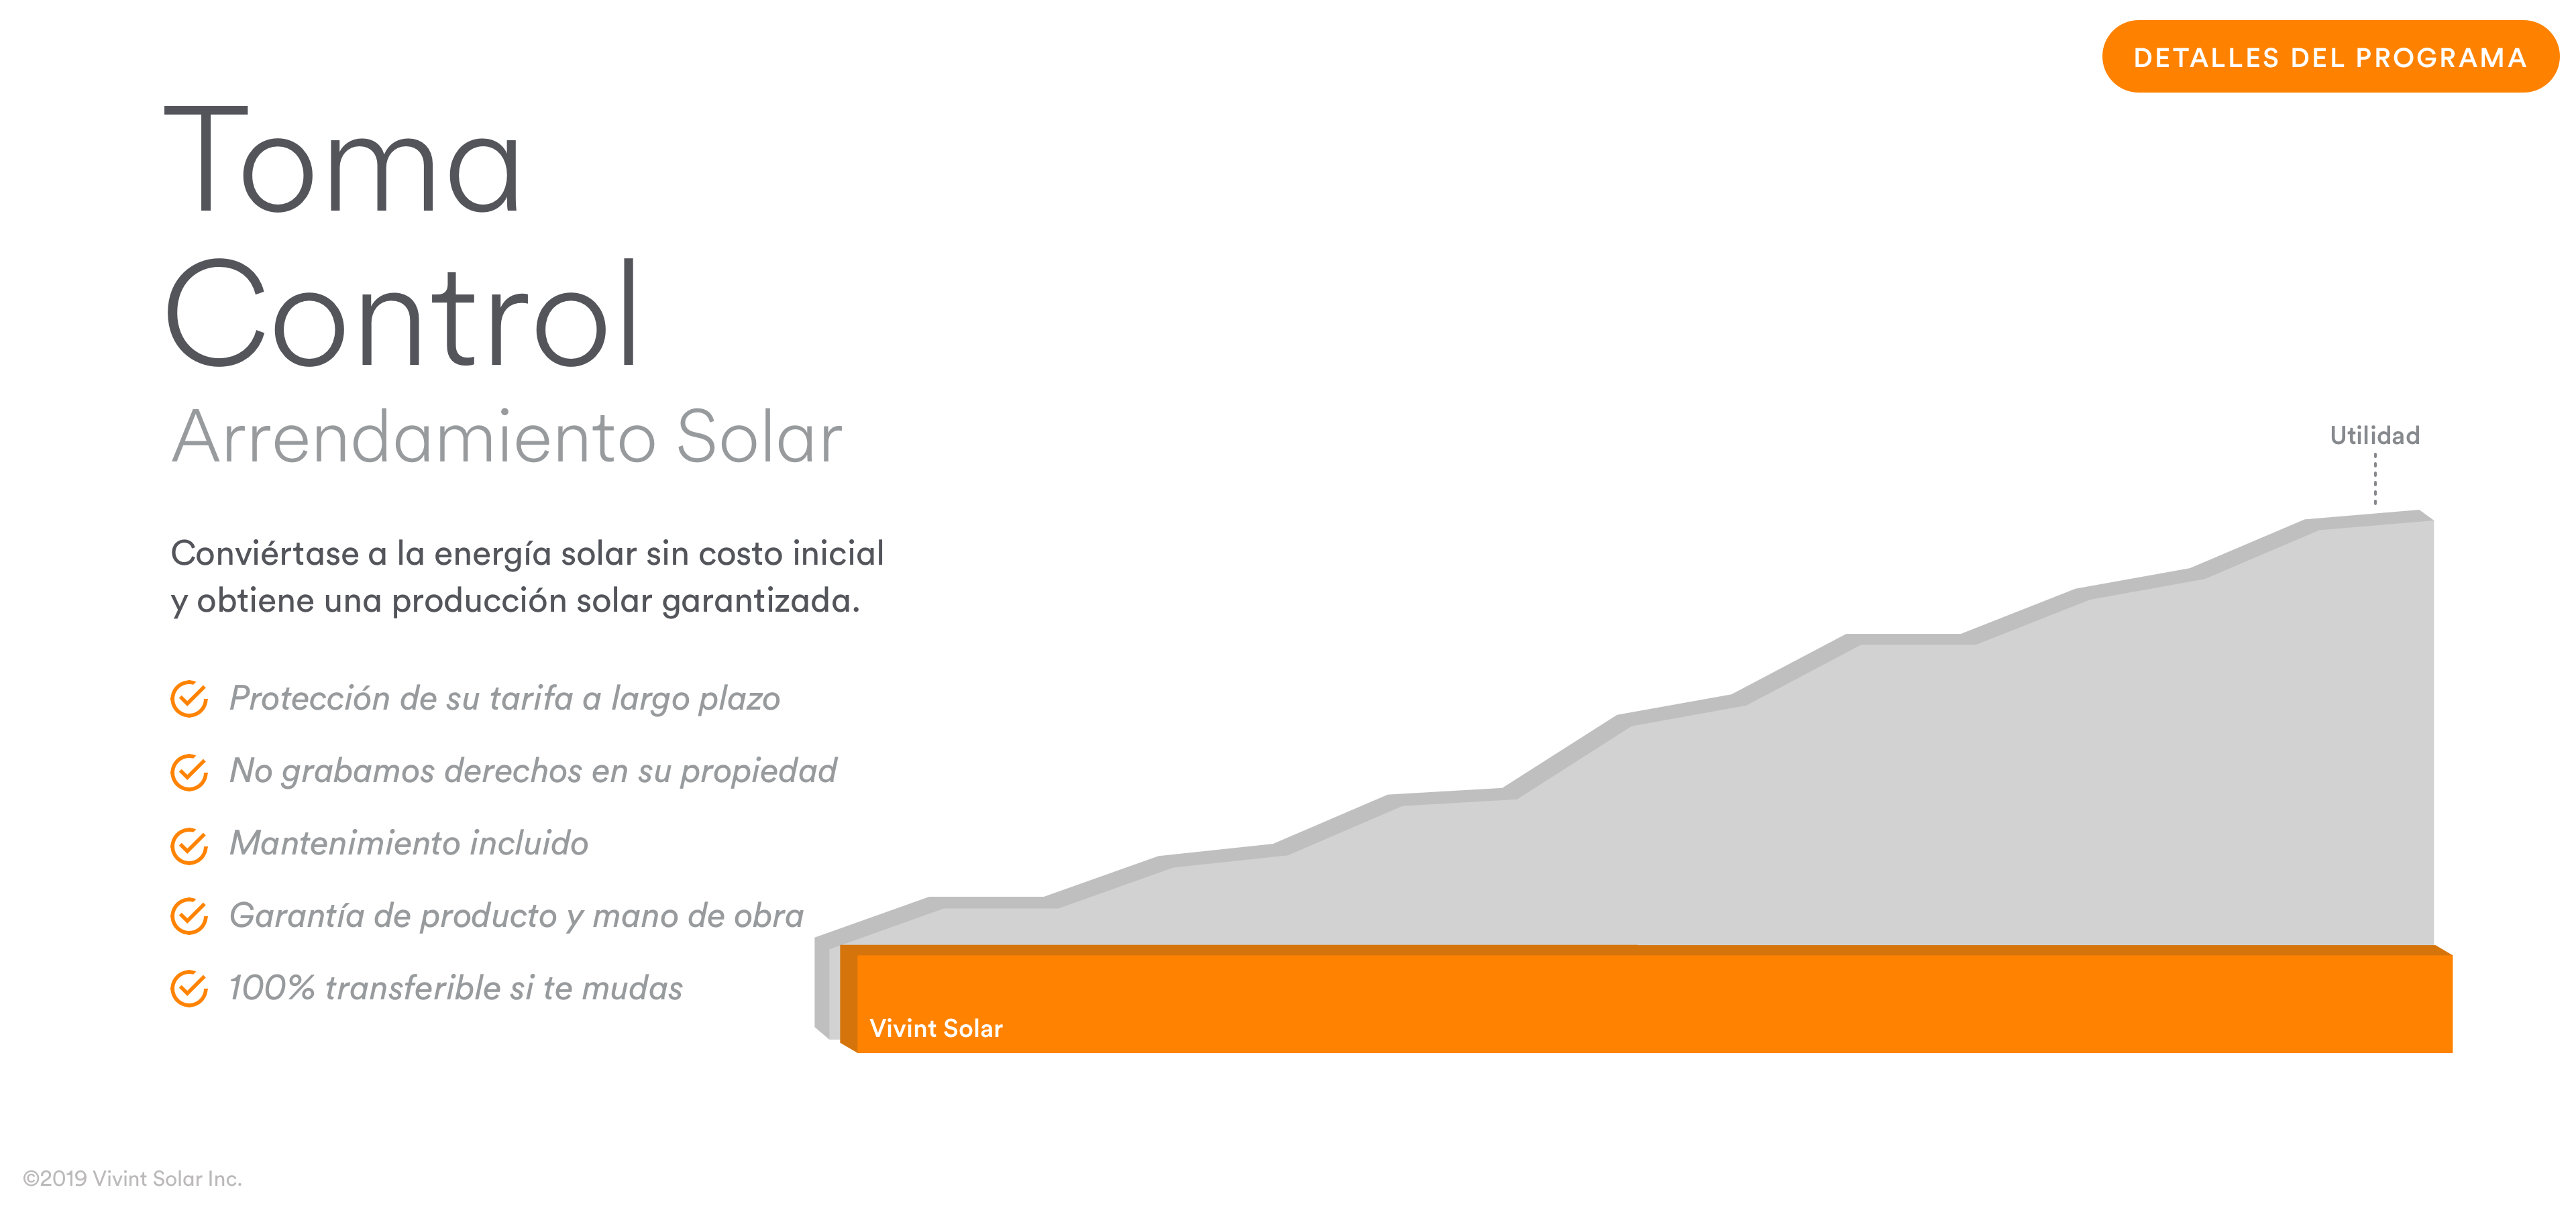 DETALLES DEL PROGRAMA
Toma
Control
Arrendamiento Solar
Conviértase a la energía solar sin costo inicial
y obtiene una producción solar garantizada.
Protección de su tarifa a largo plazo
No grabamos derechos en su propiedad
Mantenimiento incluido
Garantía de producto y mano de obra
100% transferible si te mudas
Utilidad
Vivint Solar
©2019 Vivint Solar Inc.